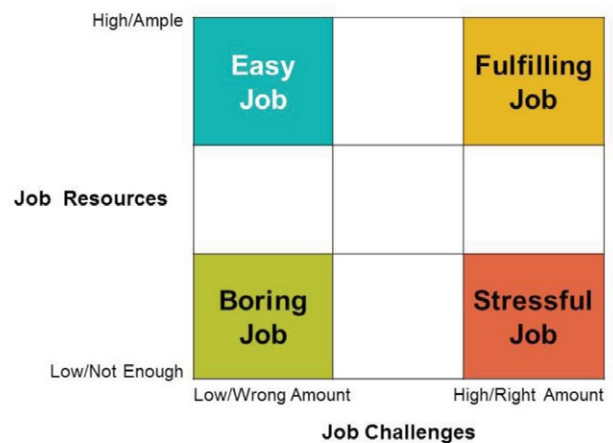 High/Ample
Easy
Job
Fulfilling
Job
Job Resources
Boring
Job
Stressful
Job
Low/Not Enough
Low/Wrong Amount
High/Right Amount
Job Challenges